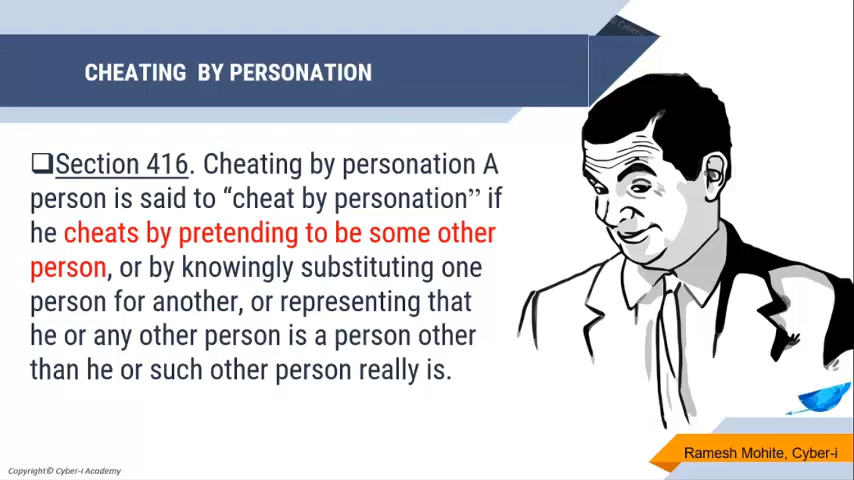 © Cyber-i
CHEATING BY PERSONATION
❑Section 416. Cheating by personation A
person is said to “cheat by personation” if
he cheats by pretending to be some other
person, or by knowingly substituting one
person for another, or representing that
he or any other person is a person other
than he or such other person really is.
Ramesh Mohite, Cyber-i
Copyright© Cyber-I Academy